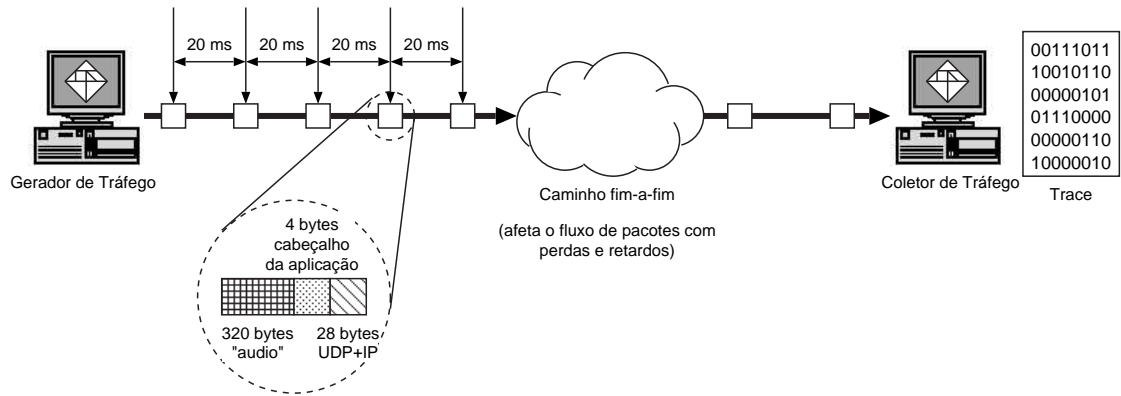 20 ms
20 ms
20 ms
20 ms
00111011
10010110
00000101
01110000
00000110
10000010
Gerador de Tráfego
Caminho fim-a-fim
Coletor de Tráfego
Trace
(afeta o fluxo de pacotes com
perdas e retardos)
4 bytes
cabeçalho
da aplicação
320 bytes
"audio"
28 bytes
UDP+IP